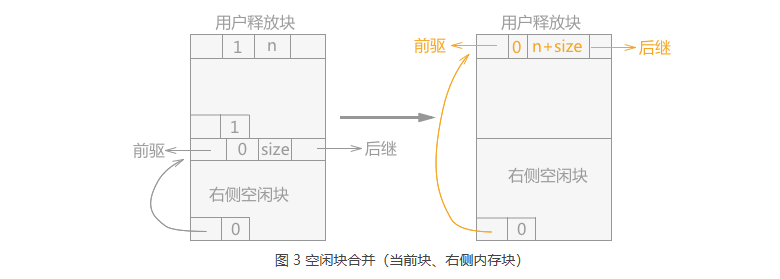 用户释放块
1 n
1
前驱 0 size 后继
右侧空闲块
0
用户释放块
前驱 0 n+size 后继
右侧空闲块
0
图 3 空闲块合并（当前块、右侧内存块）